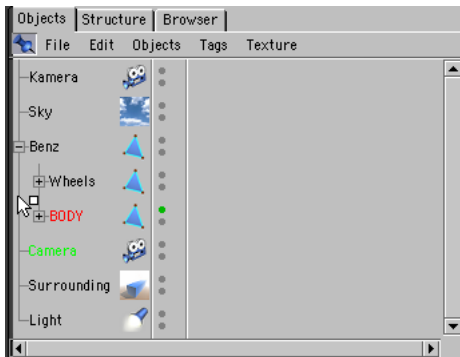 Objects Structure Browser
File Edit Objects Tags Texture
Kamera
Sky
Benz
Wheels
BODY
Camera
Surrounding
Light